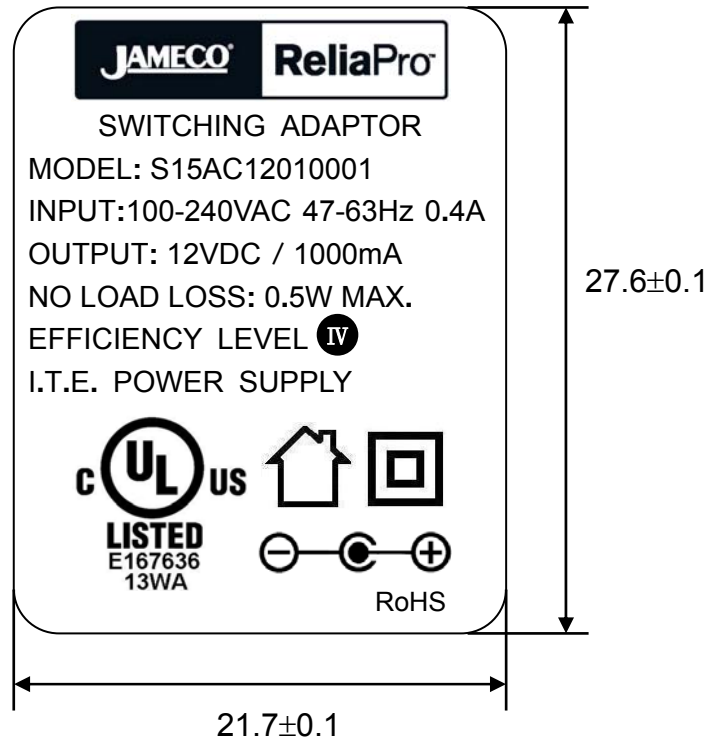 JAMECO® ReliaPro™
SWITCHING ADAPTOR
MODEL: S15AC12010001
INPUT:100-240VAC 47-63Hz 0.4A
OUTPUT: 12VDC / 1000mA
NO LOAD LOSS: 0.5W MAX.
EFFICIENCY LEVEL IV
I.T.E. POWER SUPPLY
C UL US
LISTED
E167636
13WA
RoHS
27.6±0.1
21.7±0.1